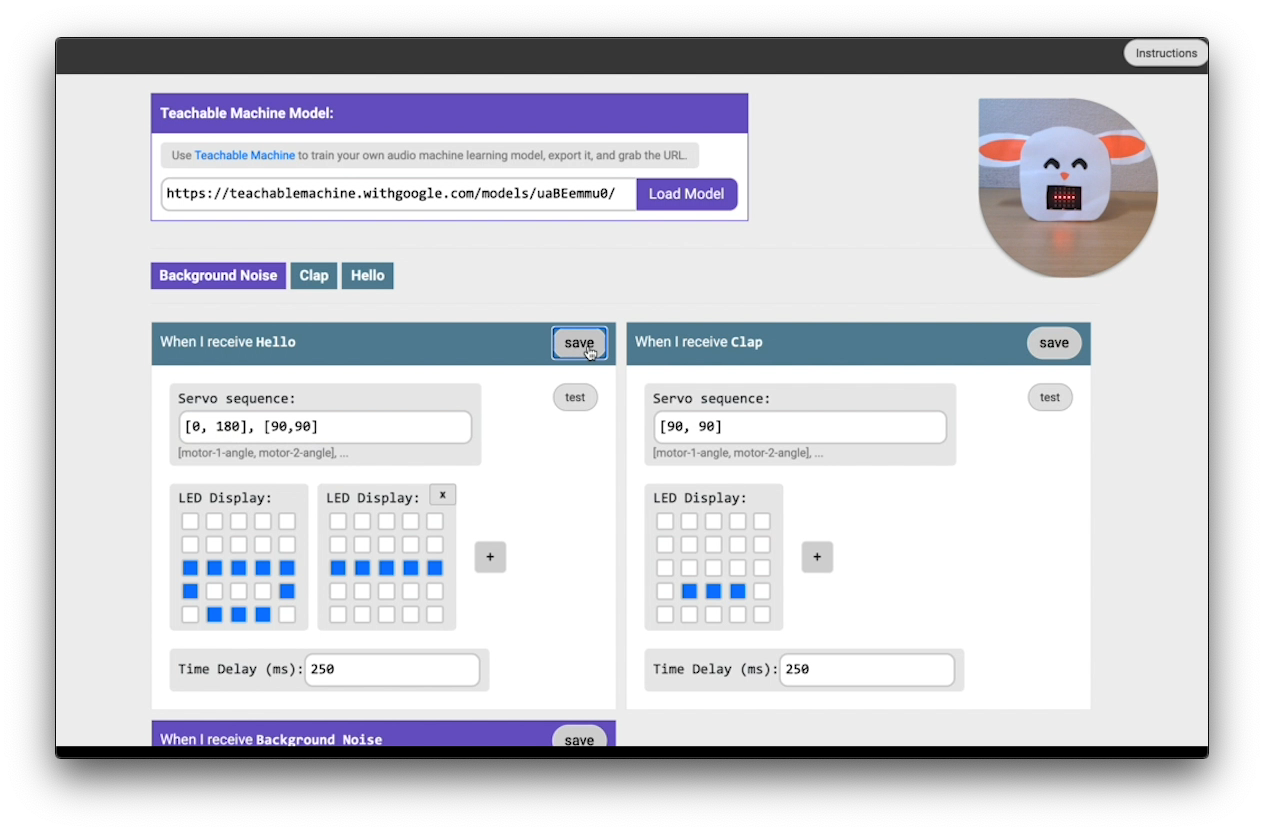 Instructions
Teachable Machine Model:
Use Teachable Machine to train your own audio machine learning model, export it, and grab the URL.
https://teachablemachine.withgoogle.com/models/uaBEemmu0/ Load Model
Background Noise Clap Hello
When I receive Hello save
When I receive Clap save
Servo sequence: test
[0, 180], [90,90]
[motor-1-angle, motor-2-angle], ...
LED Display: LED Display: x
+
Time Delay (ms): 250
Servo sequence: test
[90, 90]
[motor-1-angle, motor-2-angle], ...
LED Display:
+
Time Delay (ms): 250
When I receive Background Noise save